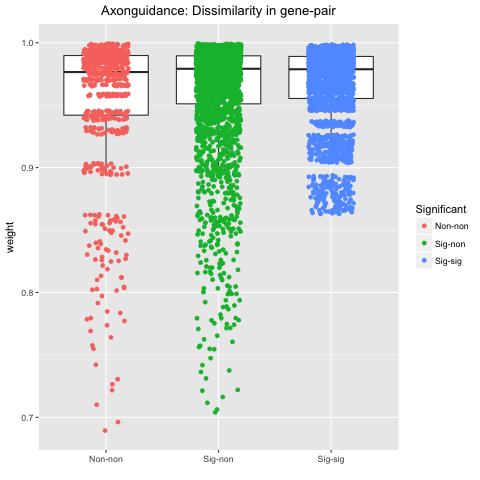 Axonguidance: Dissimilarity in gene-pair
1.0
0.9
0.8
0.7
weight
Non-non
Sig-non
Sig-sig
Significant
Non-non
Sig-non
Sig-sig